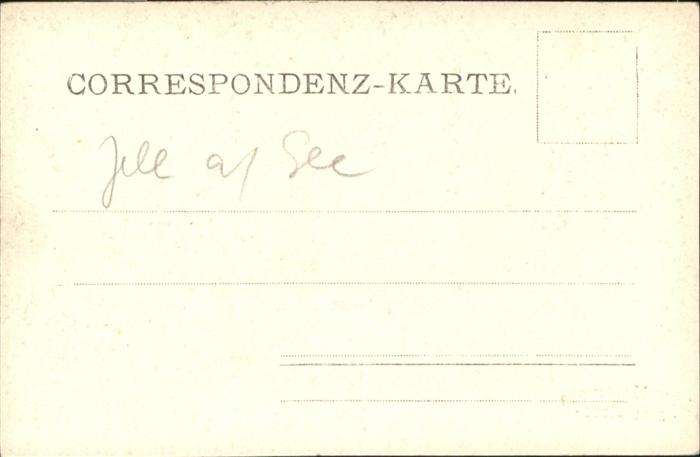 CORRESPONDENZ-KARTE.
Zell a/ See